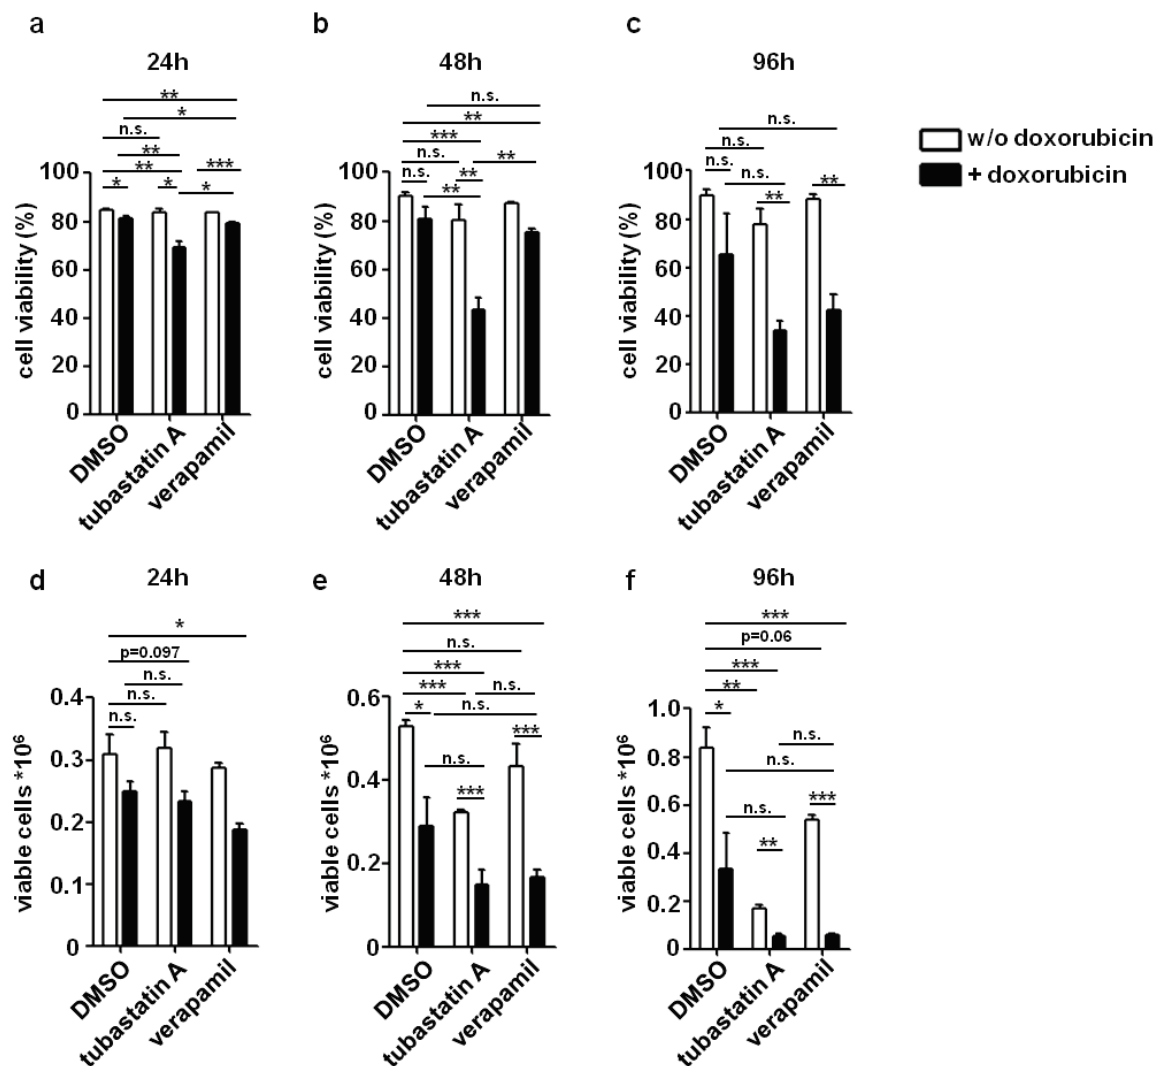 a
24h
**
*
n.s.
**
**
***
*
*
*
100
80
60
40
20
0
cell viability (%)
DMSO
tubastatin A
verapamil
b
48h
n.s.
**
***
n.s.
**
n.s.
**
**
100
80
60
40
20
0
cell viability (%)
DMSO
tubastatin A
verapamil
c
96h
n.s.
n.s.
n.s.
n.s.
**
**
100
80
60
40
20
0
cell viability (%)
DMSO
tubastatin A
verapamil
w/o doxorubicin
+ doxorubicin
d
24h
*
p=0.097
n.s.
n.s.
n.s.
0.4
0.3
0.2
0.1
0
viable cells *10⁶
DMSO
tubastatin A
verapamil
e
48h
***
n.s.
***
***
n.s.
*
n.s.
***
n.s.
***
0.6
0.4
0.2
0
viable cells *10⁶
DMSO
tubastatin A
verapamil
f
96h
***
p=0.06
***
**
*
n.s.
n.s.
n.s.
***
**
1.0
0.8
0.6
0.4
0.2
0
viable cells *10⁶
DMSO
tubastatin A
verapamil